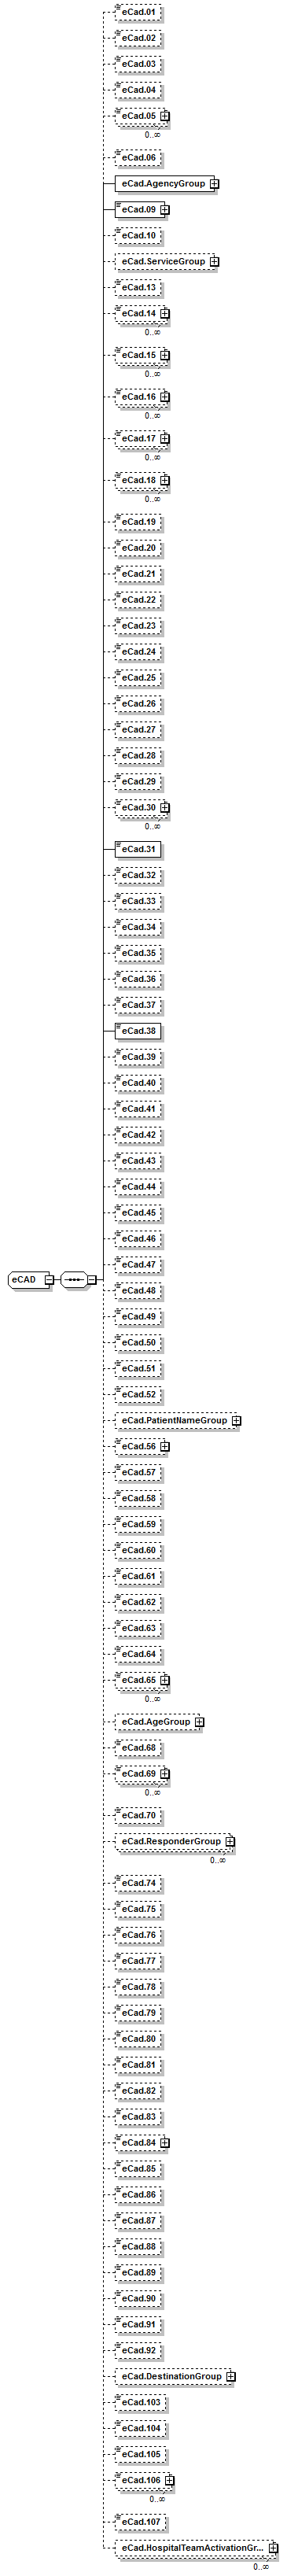 eCad.01
eCad.02
eCad.03
eCad.04
eCad.05
0..∞
eCad.06
eCad.AgencyGroup
eCad.09
eCad.10
eCad.ServiceGroup
eCad.13
eCad.14
0..∞
eCad.15
0..∞
eCad.16
0..∞
eCad.17
0..∞
eCad.18
0..∞
eCad.19
eCad.20
eCad.21
eCad.22
eCad.23
eCad.24
eCad.25
eCad.26
eCad.27
eCad.28
eCad.29
eCad.30
0..∞
eCad.31
eCad.32
eCad.33
eCad.34
eCad.35
eCad.36
eCad.37
eCad.38
eCad.39
eCad.40
eCad.41
eCad.42
eCad.43
eCad.44
eCad.45
eCad.46
eCad.47
eCAD
eCad.48
eCad.49
eCad.50
eCad.51
eCad.52
eCad.PatientNameGroup
eCad.56
eCad.57
eCad.58
eCad.59
eCad.60
eCad.61
eCad.62
eCad.63
eCad.64
eCad.65
0..∞
eCad.AgeGroup
eCad.68
eCad.69
0..∞
eCad.70
eCad.ResponderGroup
0..∞
eCad.74
eCad.75
eCad.76
eCad.77
eCad.78
eCad.79
eCad.80
eCad.81
eCad.82
eCad.83
eCad.84
eCad.85
eCad.86
eCad.87
eCad.88
eCad.89
eCad.90
eCad.91
eCad.92
eCad.DestinationGroup
eCad.103
eCad.104
eCad.105
eCad.106
0..∞
eCad.107
eCad.HospitalTeamActivationGr...
0..∞